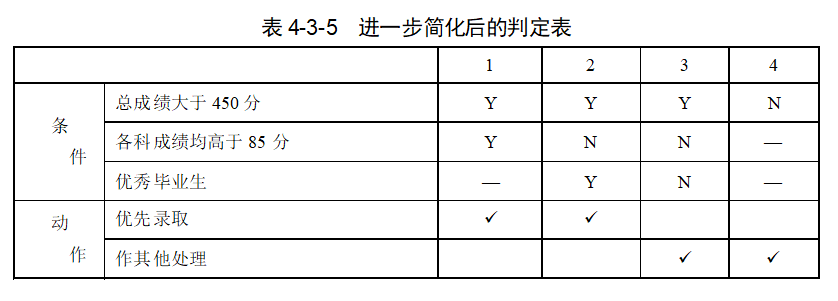 表 4-3-5 进一步简化后的判定表
1 2 3 4
条件 总成绩大于 450 分 Y Y Y N
各科成绩均高于 85 分 Y N N —
优秀毕业生 — Y N —
动作 优先录取 ✓ ✓
作其他处理 ✓ ✓